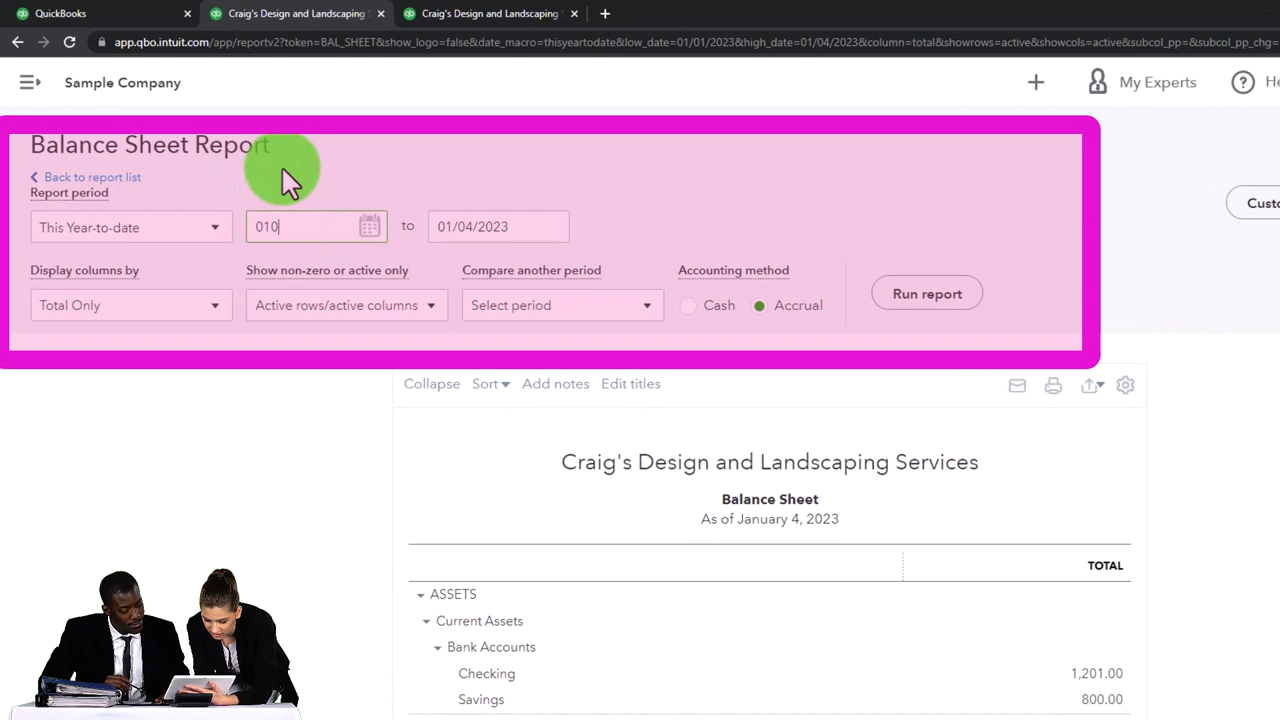 QuickBooks
Craig's Design and Landscaping
Craig's Design and Landscaping
app.qbo.intuit.com/app/reportv2?token=BAL_SHEET&show_logo=false&date_macro=thisyeartodate&low_date=01/01/2023&high_date=01/04/2023&column=total&showrows=active&showcols=active&subcol_pp=&subcol_pp_chg=
Sample Company
My Experts
He
Balance Sheet Report
Back to report list
Report period
This Year-to-date 010 to 01/04/2023
Custo
Display columns by Show non-zero or active only Compare another period Accounting method
Total Only Active rows/active columns Select period Cash Accrual
Run report
Collapse Sort Add notes Edit titles
Craig's Design and Landscaping Services
Balance Sheet
As of January 4, 2023
TOTAL
ASSETS
Current Assets
Bank Accounts
Checking 1,201.00
Savings 800.00